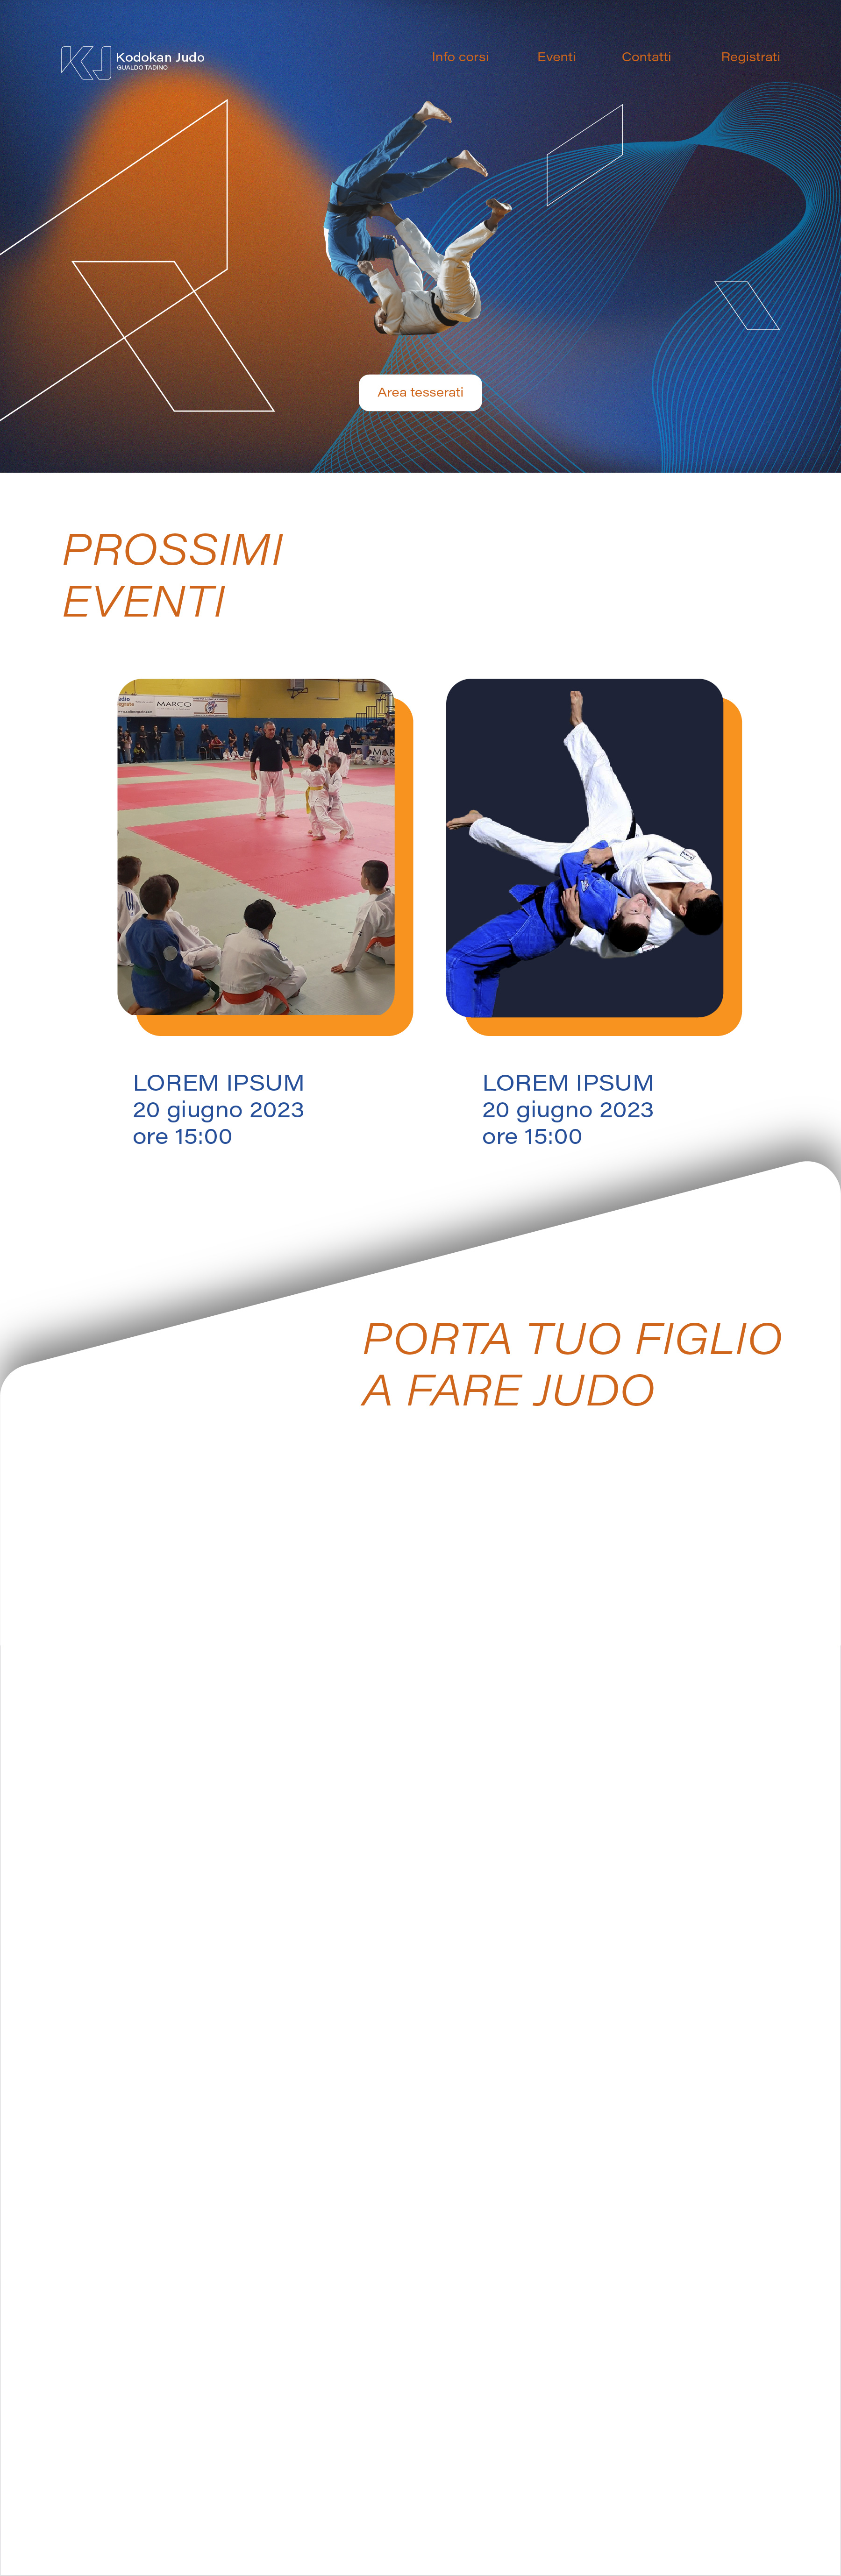 Kodokan Judo
GUALDO TADINO
Info corsi
Eventi
Contatti
Registrati
Area tesserati
PROSSIMI
EVENTI
MARCO
LOREM IPSUM
20 giugno 2023
ore 15:00
LOREM IPSUM
20 giugno 2023
ore 15:00
PORTA TUO FIGLIO
A FARE JUDO